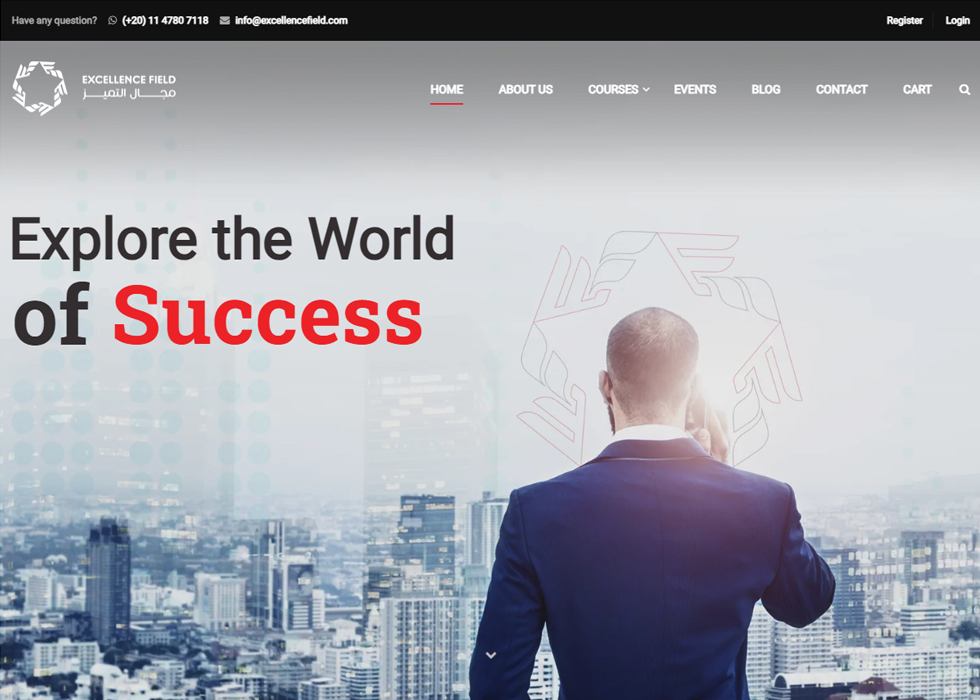 Have any question? (+20) 11 4780 7118 info@excellencefield.com Register Login
EXCELLENCE FIELD
مجال التميز
HOME ABOUT US COURSES EVENTS BLOG CONTACT CART
Explore the World
of Success